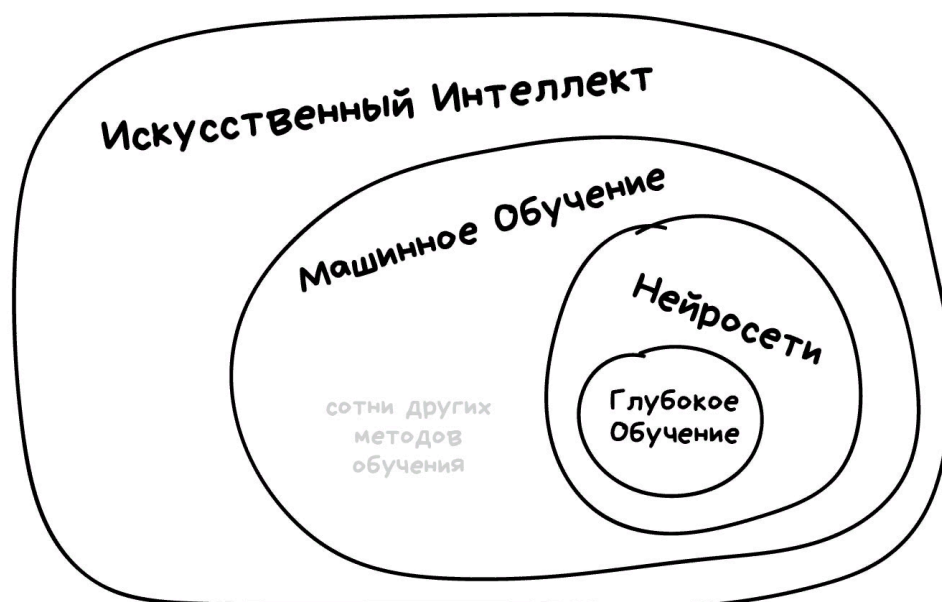 Искусственный Интеллект
Машинное Обучение
Нейросети
Глубокое
Обучение
сотни других
методов
обучения